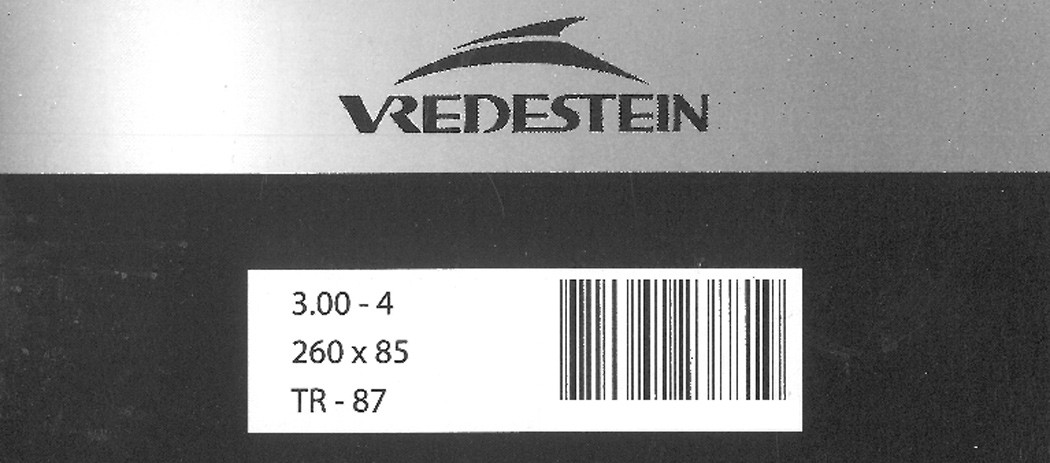 VREDESTEIN
3.00 - 4
260 x 85
TR - 87